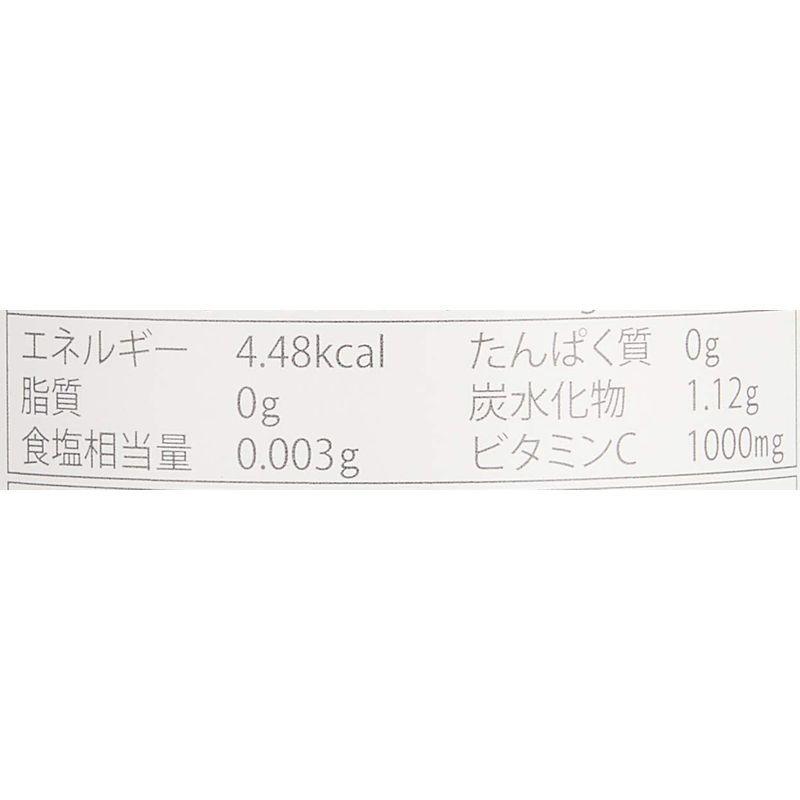 エネルギー 4.48kcal たんぱく質 0g
脂質 0g 炭水化物 1.12g
食塩相当量 0.003g ビタミンC 1000mg